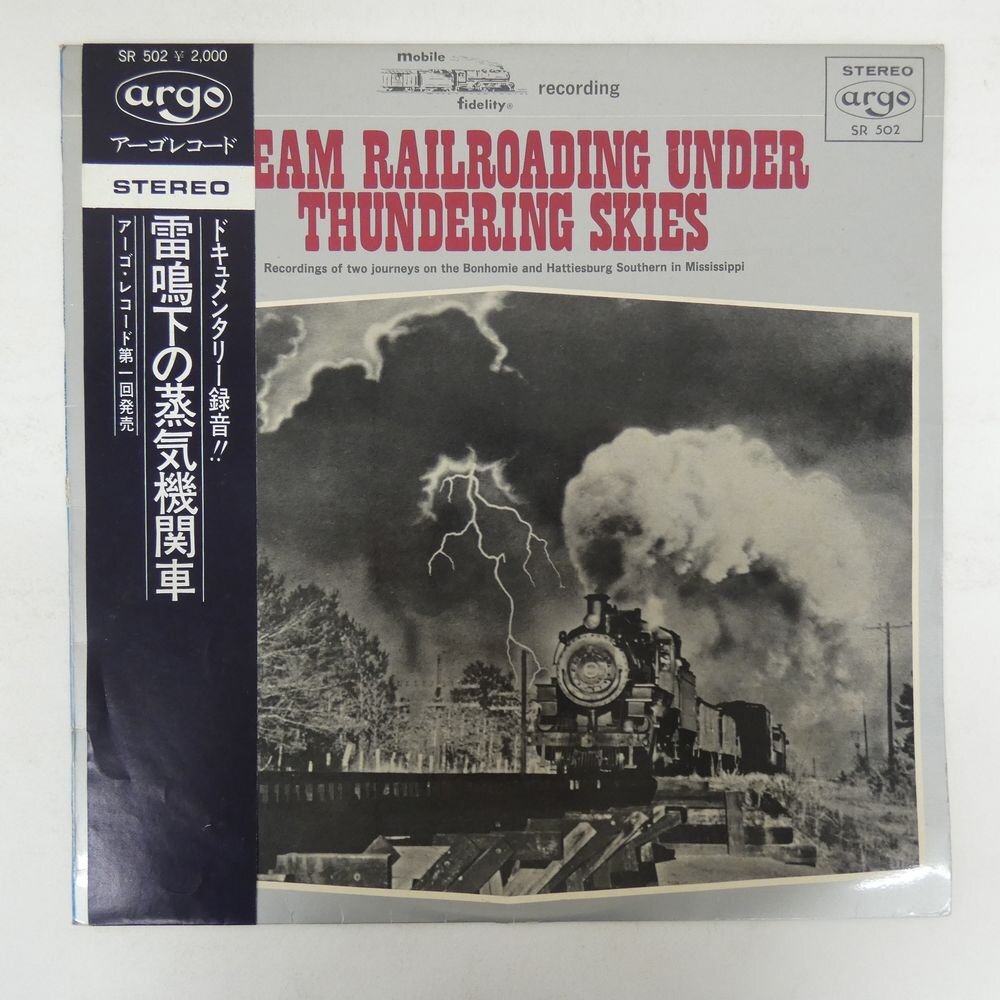 SR 502 ¥ 2,000
argo
アーゴレコード
STEREO
ドキュメンタリー録音!!
雷鳴下の蒸気機関車
アーゴ・レコード第一回発売
mobile
fidelity®
recording
STEREO
argo
SR 502
EAM RAILROADING UNDER
THUNDERING SKIES
Recordings of two journeys on the Bonhomie and Hattiesburg Southern in Mississippi